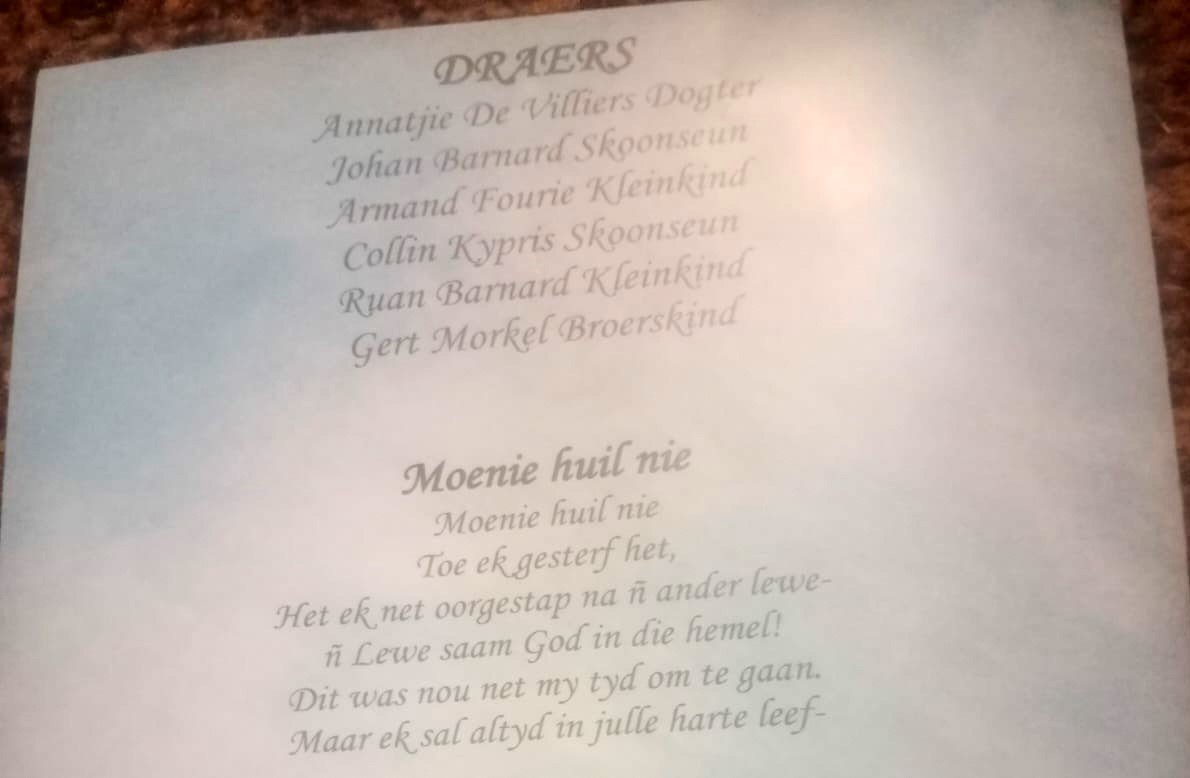 DRAERS
Annatjie De Villiers Dogter
Johan Barnard Skoonseun
Armand Fourie Kleinkind
Collin Kypris Skoonseun
Ruan Barnard Kleinkind
Gert Morkel Broerskind
Moenie huil nie
Moenie huil nie
Toe ek gesterf het,
Het ek net oorgestap na ñ ander lewe-
ñ Lewe saam God in die hemel!
Dit was nou net my tyd om te gaan.
Maar ek sal altyd in julle harte leef-